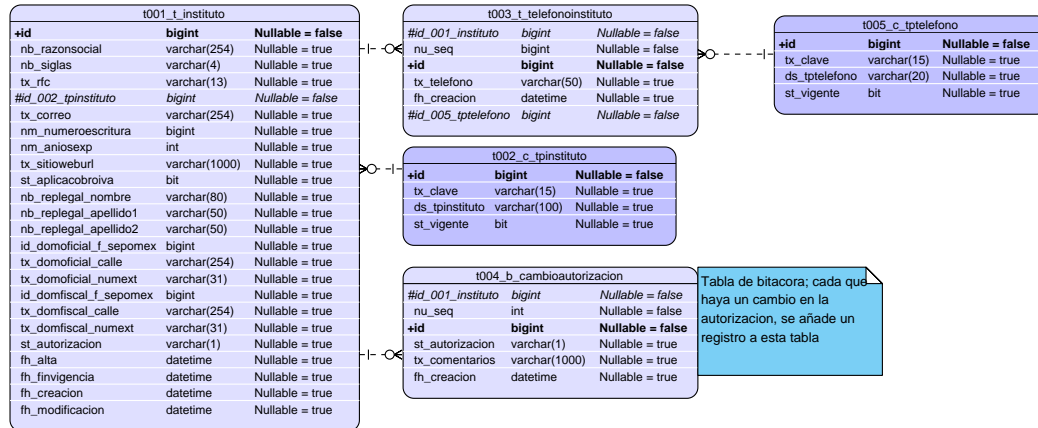 t001_t_instituto
+id bigint Nullable = false
nb_razonsocial varchar(254) Nullable = true
nb_siglas varchar(4) Nullable = true
tx_rfc varchar(13) Nullable = true
#id_002_tpinstituto bigint Nullable = false
tx_correo varchar(254) Nullable = true
nm_numeroescritura bigint Nullable = true
nm_aniosexp int Nullable = true
tx_sitioweburl varchar(1000) Nullable = true
st_aplicacobroiva bit Nullable = true
nb_replegal_nombre varchar(80) Nullable = true
nb_replegal_apellido1 varchar(50) Nullable = true
nb_replegal_apellido2 varchar(50) Nullable = true
id_domoficial_f_sepomex bigint Nullable = true
tx_domoficial_calle varchar(254) Nullable = true
tx_domoficial_numext varchar(31) Nullable = true
id_domfiscal_f_sepomex bigint Nullable = true
tx_domfiscal_calle varchar(254) Nullable = true
tx_domfiscal_numext varchar(31) Nullable = true
st_autorizacion varchar(1) Nullable = true
fh_alta datetime Nullable = true
fh_finvigencia datetime Nullable = true
fh_creacion datetime Nullable = true
fh_modificacion datetime Nullable = true
t003_t_telefonoinstituto
#id_001_instituto bigint Nullable = false
nu_seq bigint Nullable = false
+id bigint Nullable = false
tx_telefono varchar(50) Nullable = true
fh_creacion datetime Nullable = true
#id_005_tptelefono bigint Nullable = false
t005_c_tptelefono
+id bigint Nullable = false
tx_clave varchar(15) Nullable = true
ds_tptelefono varchar(20) Nullable = true
st_vigente bit Nullable = true
t002_c_tpinstituto
+id bigint Nullable = false
tx_clave varchar(15) Nullable = true
ds_tpinstituto varchar(100) Nullable = true
st_vigente bit Nullable = true
t004_b_cambioautorizacion
#id_001_instituto bigint Nullable = false
nu_seq int Nullable = false
+id bigint Nullable = false
st_autorizacion varchar(1) Nullable = true
tx_comentarios varchar(1000) Nullable = true
fh_creacion datetime Nullable = true
Tabla de bitacora; cada que
haya un cambio en la
autorizacion, se añade un
registro a esta tabla